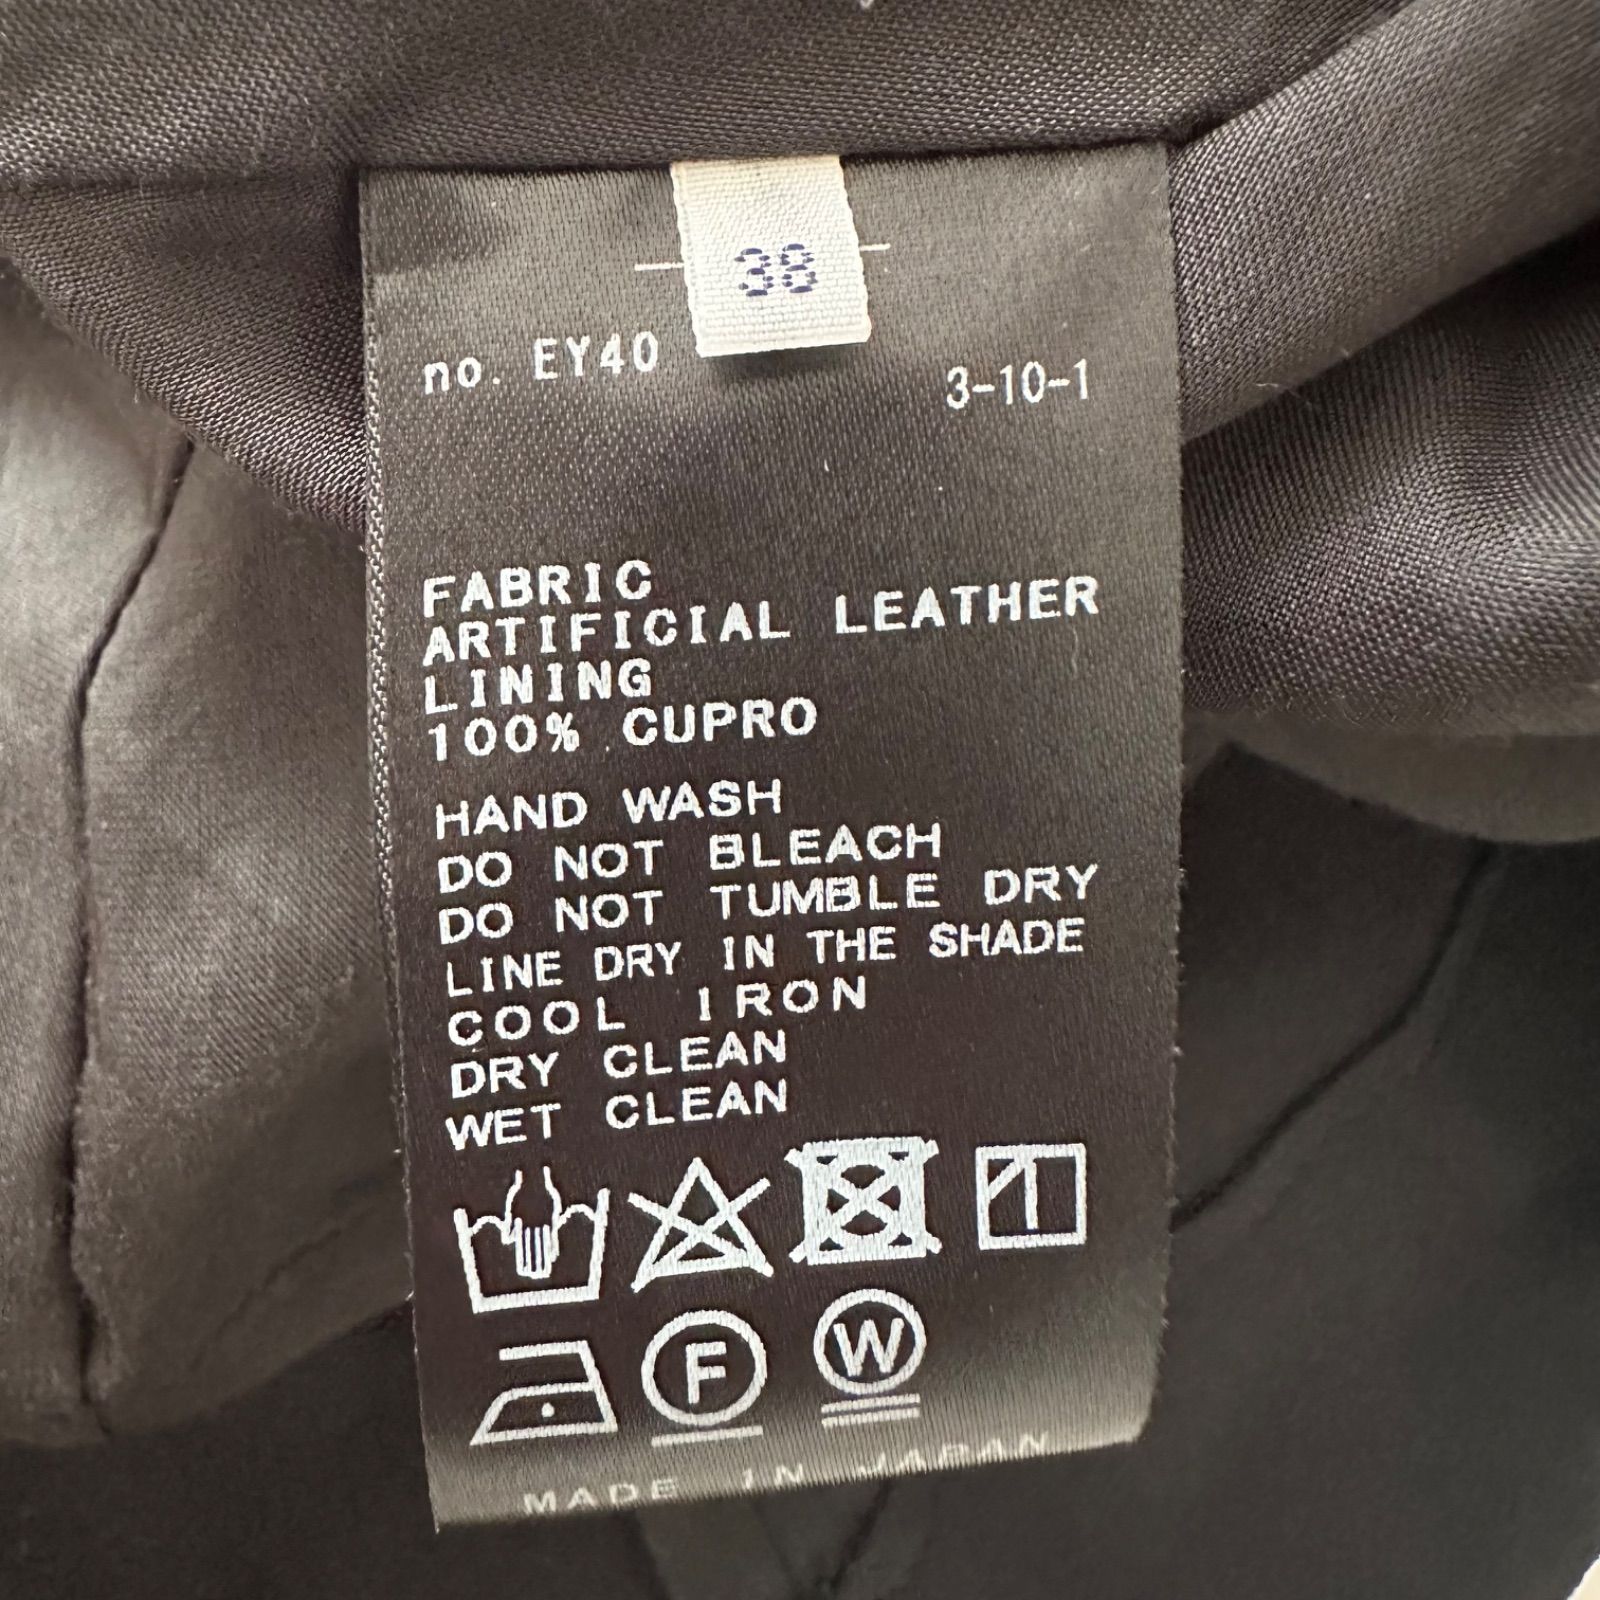 38
no. EY40
3-10-1
FABRIC
ARTIFICIAL LEATHER
LINING
100% CUPRO
HAND WASH
DO NOT BLEACH
DO NOT TUMBLE DRY
LINE DRY IN THE SHADE
COOL IRON
DRY CLEAN
WET CLEAN
F
W
MADE IN JAPAN